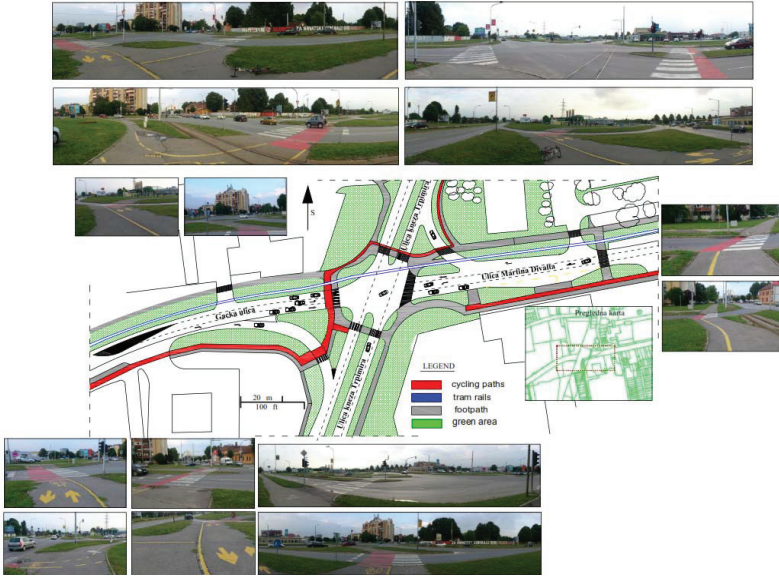 Ulica kneza Trpimira
S
Ulica Martina Divalta
Gacka ulica
Pregledna karta
Ulica kneza Trpimira
LEGEND
cycling paths
tram rails
footpath
green area
20 m
100 ft